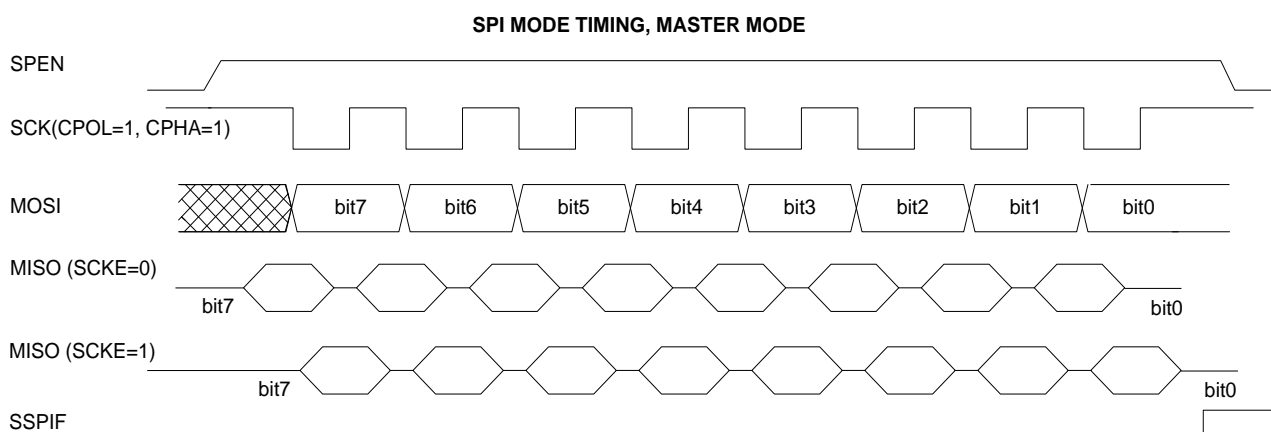 SPI MODE TIMING, MASTER MODE
SPEN
SCK(CPOL=1, CPHA=1)
MOSI
bit7 bit6 bit5 bit4 bit3 bit2 bit1 bit0
MISO (SCKE=0)
bit7 bit0
MISO (SCKE=1)
bit7 bit0
SSPIF